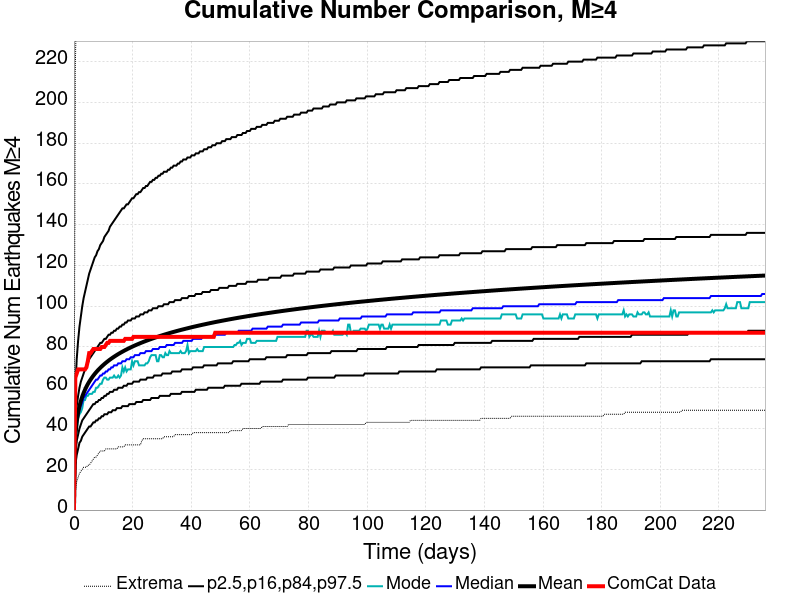 Cumulative Number Comparison, M≥4
Cumulative Num Earthquakes M≥4
220
200
180
160
140
120
100
80
60
40
20
0
0 20 40 60 80 100 120 140 160 180 200 220
Time (days)
Extrema p2.5,p16,p84,p97.5 Mode Median Mean ComCat Data